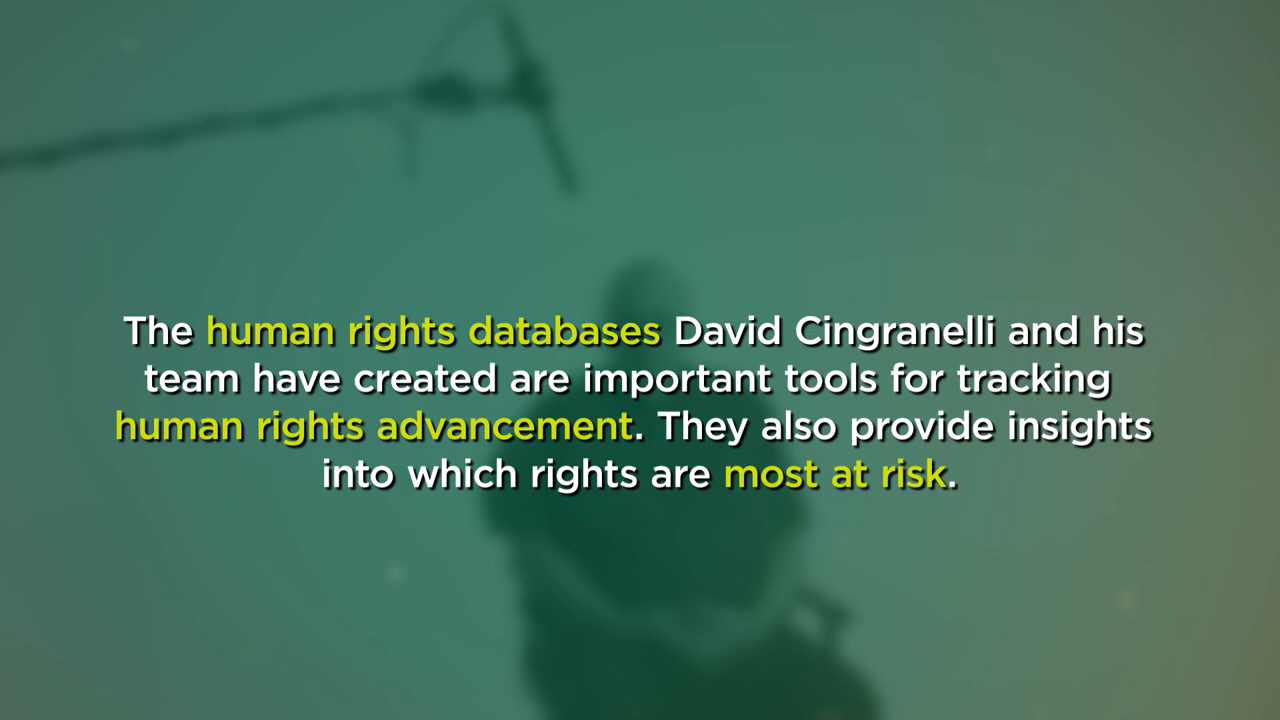 The human rights databases David Cingranelli and his
team have created are important tools for tracking
human rights advancement. They also provide insights
into which rights are most at risk.